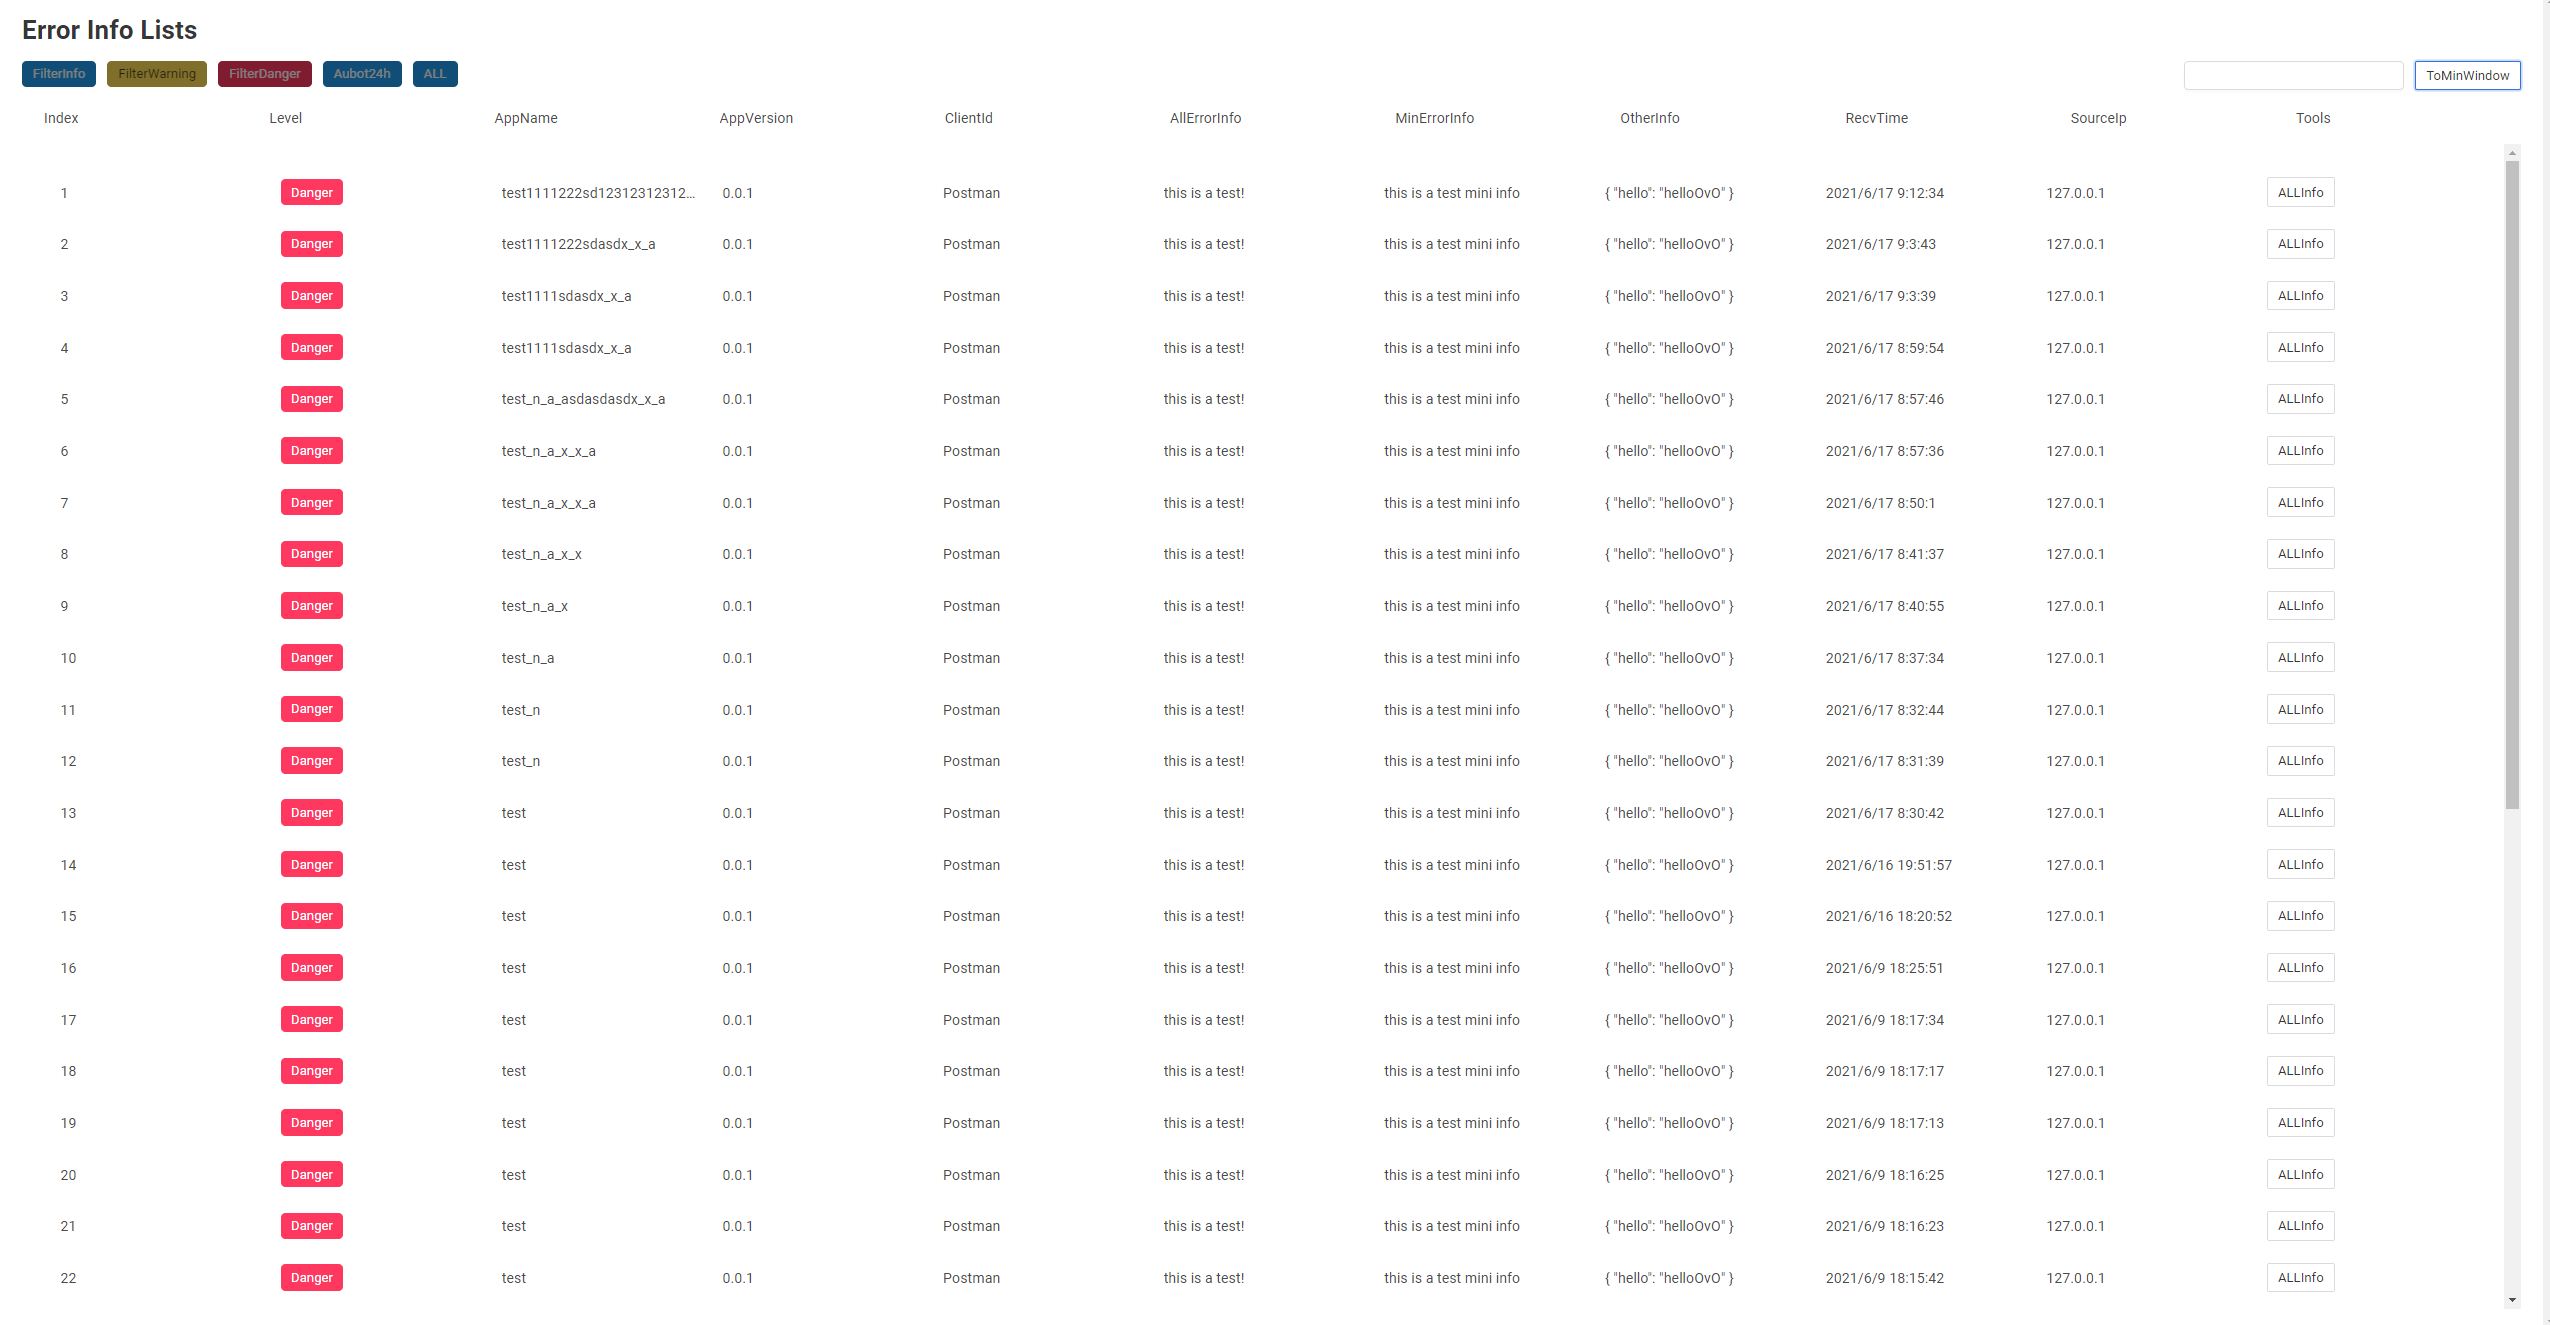 Error Info Lists
FilterInfo FilterWarning FilterDanger Aubot24h ALL ToMinWindow
Index Level AppName AppVersion ClientId AllErrorInfo MinErrorInfo OtherInfo RecvTime SourceIp Tools
1 Danger test1111222sd12312312312... 0.0.1 Postman this is a test! this is a test mini info { "hello": "helloOvO" } 2021/6/17 9:12:34 127.0.0.1 ALLInfo
2 Danger test1111222sdasdx_x_a 0.0.1 Postman this is a test! this is a test mini info { "hello": "helloOvO" } 2021/6/17 9:3:43 127.0.0.1 ALLInfo
3 Danger test1111sdasdx_x_a 0.0.1 Postman this is a test! this is a test mini info { "hello": "helloOvO" } 2021/6/17 9:3:39 127.0.0.1 ALLInfo
4 Danger test1111sdasdx_x_a 0.0.1 Postman this is a test! this is a test mini info { "hello": "helloOvO" } 2021/6/17 8:59:54 127.0.0.1 ALLInfo
5 Danger test_n_a_asdasdasdx_x_a 0.0.1 Postman this is a test! this is a test mini info { "hello": "helloOvO" } 2021/6/17 8:57:46 127.0.0.1 ALLInfo
6 Danger test_n_a_x_x_a 0.0.1 Postman this is a test! this is a test mini info { "hello": "helloOvO" } 2021/6/17 8:57:36 127.0.0.1 ALLInfo
7 Danger test_n_a_x_x_a 0.0.1 Postman this is a test! this is a test mini info { "hello": "helloOvO" } 2021/6/17 8:50:1 127.0.0.1 ALLInfo
8 Danger test_n_a_x_x 0.0.1 Postman this is a test! this is a test mini info { "hello": "helloOvO" } 2021/6/17 8:41:37 127.0.0.1 ALLInfo
9 Danger test_n_a_x 0.0.1 Postman this is a test! this is a test mini info { "hello": "helloOvO" } 2021/6/17 8:40:55 127.0.0.1 ALLInfo
10 Danger test_n_a 0.0.1 Postman this is a test! this is a test mini info { "hello": "helloOvO" } 2021/6/17 8:37:34 127.0.0.1 ALLInfo
11 Danger test_n 0.0.1 Postman this is a test! this is a test mini info { "hello": "helloOvO" } 2021/6/17 8:32:44 127.0.0.1 ALLInfo
12 Danger test_n 0.0.1 Postman this is a test! this is a test mini info { "hello": "helloOvO" } 2021/6/17 8:31:39 127.0.0.1 ALLInfo
13 Danger test 0.0.1 Postman this is a test! this is a test mini info { "hello": "helloOvO" } 2021/6/17 8:30:42 127.0.0.1 ALLInfo
14 Danger test 0.0.1 Postman this is a test! this is a test mini info { "hello": "helloOvO" } 2021/6/16 19:51:57 127.0.0.1 ALLInfo
15 Danger test 0.0.1 Postman this is a test! this is a test mini info { "hello": "helloOvO" } 2021/6/16 18:20:52 127.0.0.1 ALLInfo
16 Danger test 0.0.1 Postman this is a test! this is a test mini info { "hello": "helloOvO" } 2021/6/9 18:25:51 127.0.0.1 ALLInfo
17 Danger test 0.0.1 Postman this is a test! this is a test mini info { "hello": "helloOvO" } 2021/6/9 18:17:34 127.0.0.1 ALLInfo
18 Danger test 0.0.1 Postman this is a test! this is a test mini info { "hello": "helloOvO" } 2021/6/9 18:17:17 127.0.0.1 ALLInfo
19 Danger test 0.0.1 Postman this is a test! this is a test mini info { "hello": "helloOvO" } 2021/6/9 18:17:13 127.0.0.1 ALLInfo
20 Danger test 0.0.1 Postman this is a test! this is a test mini info { "hello": "helloOvO" } 2021/6/9 18:16:25 127.0.0.1 ALLInfo
21 Danger test 0.0.1 Postman this is a test! this is a test mini info { "hello": "helloOvO" } 2021/6/9 18:16:23 127.0.0.1 ALLInfo
22 Danger test 0.0.1 Postman this is a test! this is a test mini info { "hello": "helloOvO" } 2021/6/9 18:15:42 127.0.0.1 ALLInfo